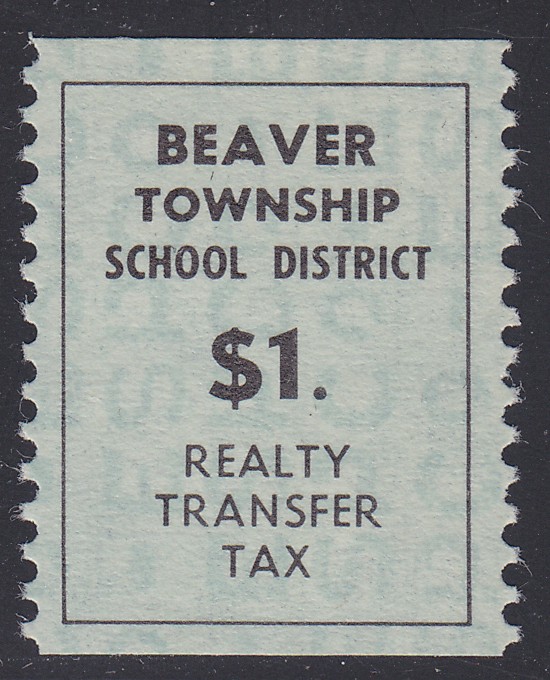 BEAVER
TOWNSHIP
SCHOOL DISTRICT
$1.
REALTY
TRANSFER
TAX